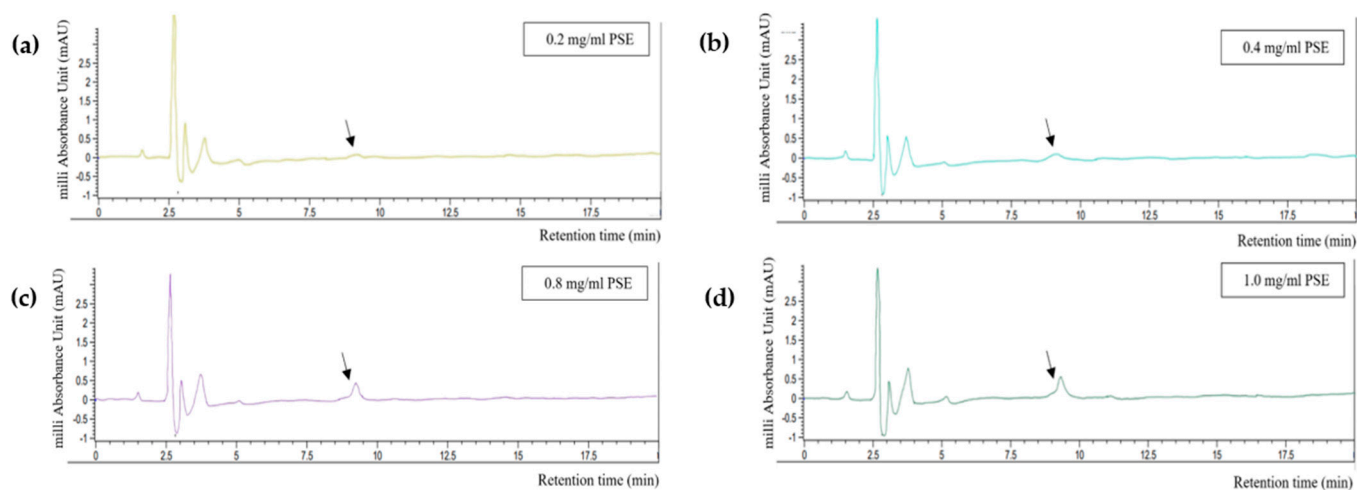 (a)
milli Absorbance Unit (mAU)
0.2 mg/ml PSE
2.5
2
1.5
1
0.5
0
-0.5
-1
0 2.5 5 7.5 10 12.5 15 17.5
Retention time (min)
(b)
milli Absorbance Unit (mAU)
0.4 mg/ml PSE
2.5
2
1.5
1
0.5
0
-0.5
-1
0 2.5 5 7.5 10 12.5 15 17.5
Retention time (min)
(c)
milli Absorbance Unit (mAU)
0.8 mg/ml PSE
2.5
2
1.5
1
0.5
0
-0.5
-1
0 2.5 5 7.5 10 12.5 15 17.5
Retention time (min)
(d)
milli Absorbance Unit (mAU)
1.0 mg/ml PSE
2.5
2
1.5
1
0.5
0
-0.5
-1
0 2.5 5 7.5 10 12.5 15 17.5
Retention time (min)